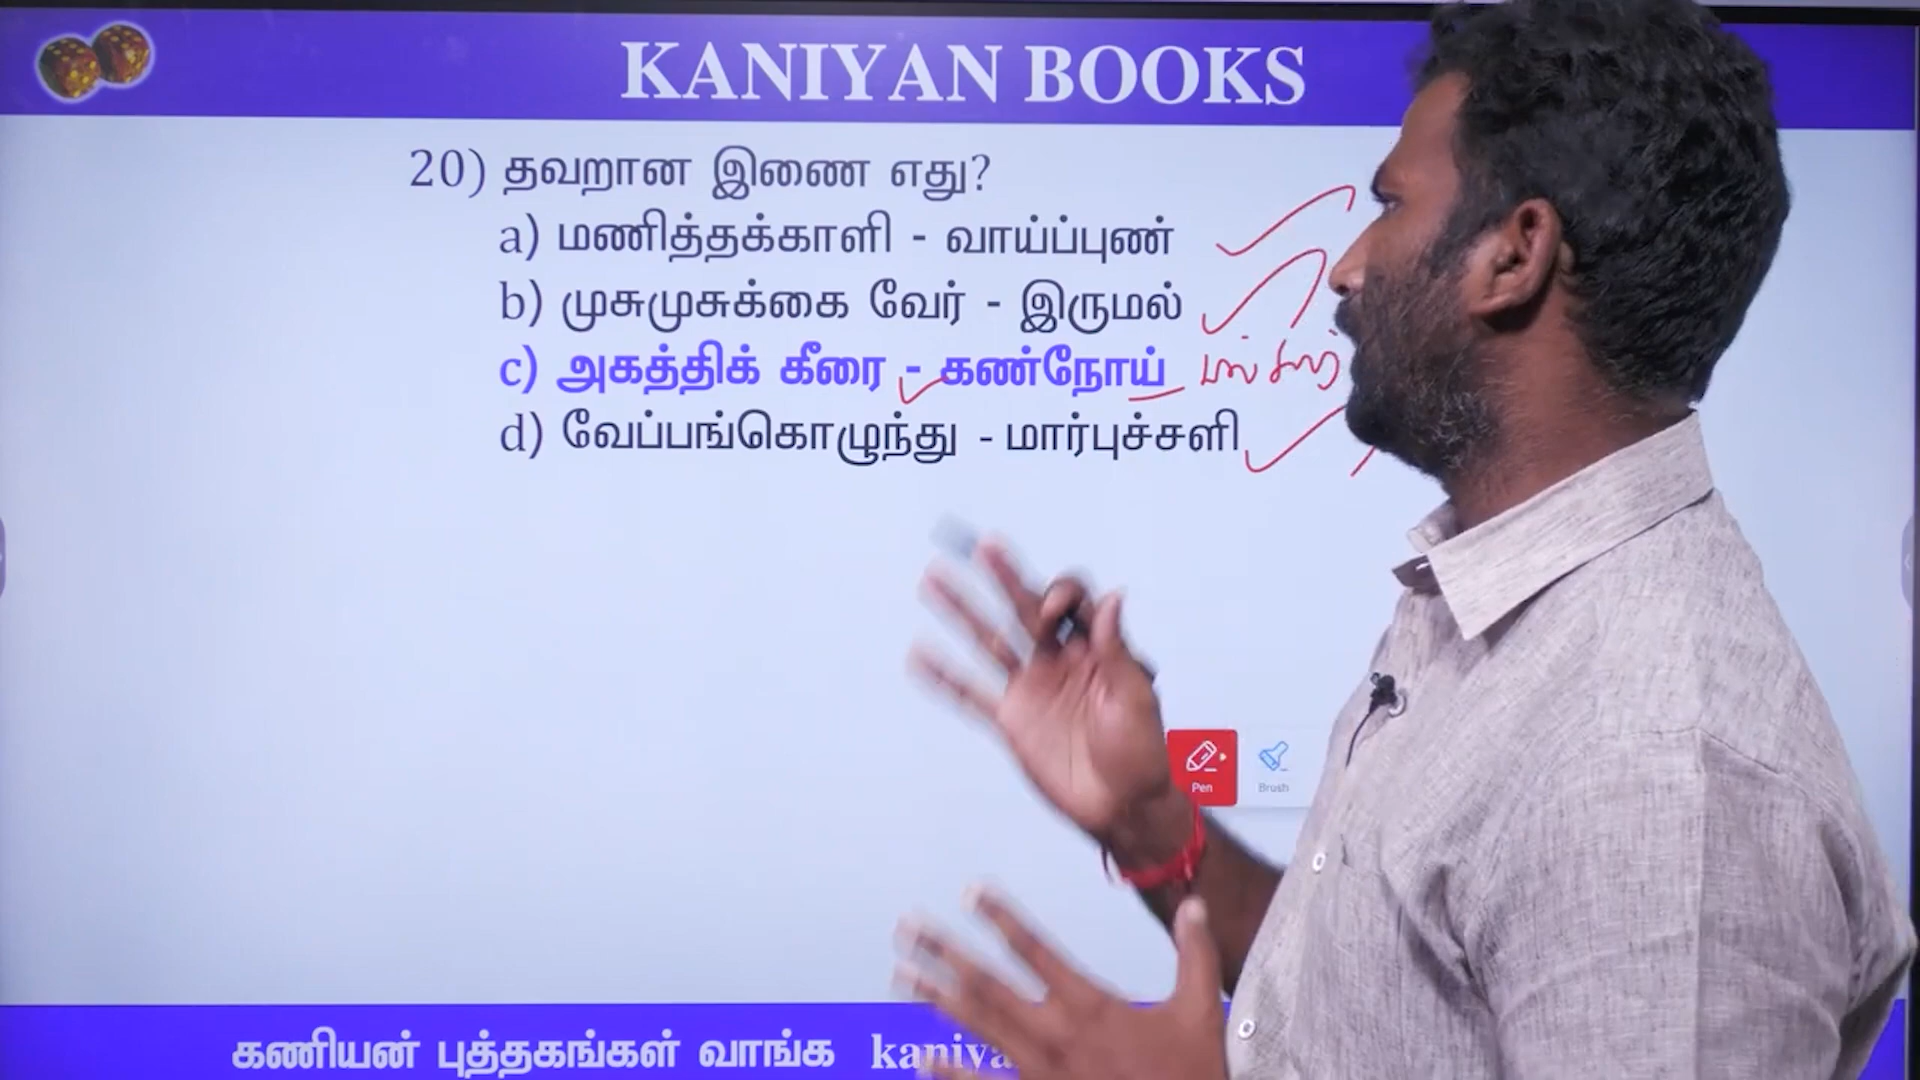 KANIYAN BOOKS
20) தவறான இணை எது?
a) மணித்தக்காளி - வாய்ப்புண்
b) முசுமுசுக்கை வேர் - இருமல்
c) அகத்திக் கீரை - கண்நோய்
d) வேப்பங்கொழுந்து - மார்புச்சளி
Pen
Brush
கணியன் புத்தகங்கள் வாங்க